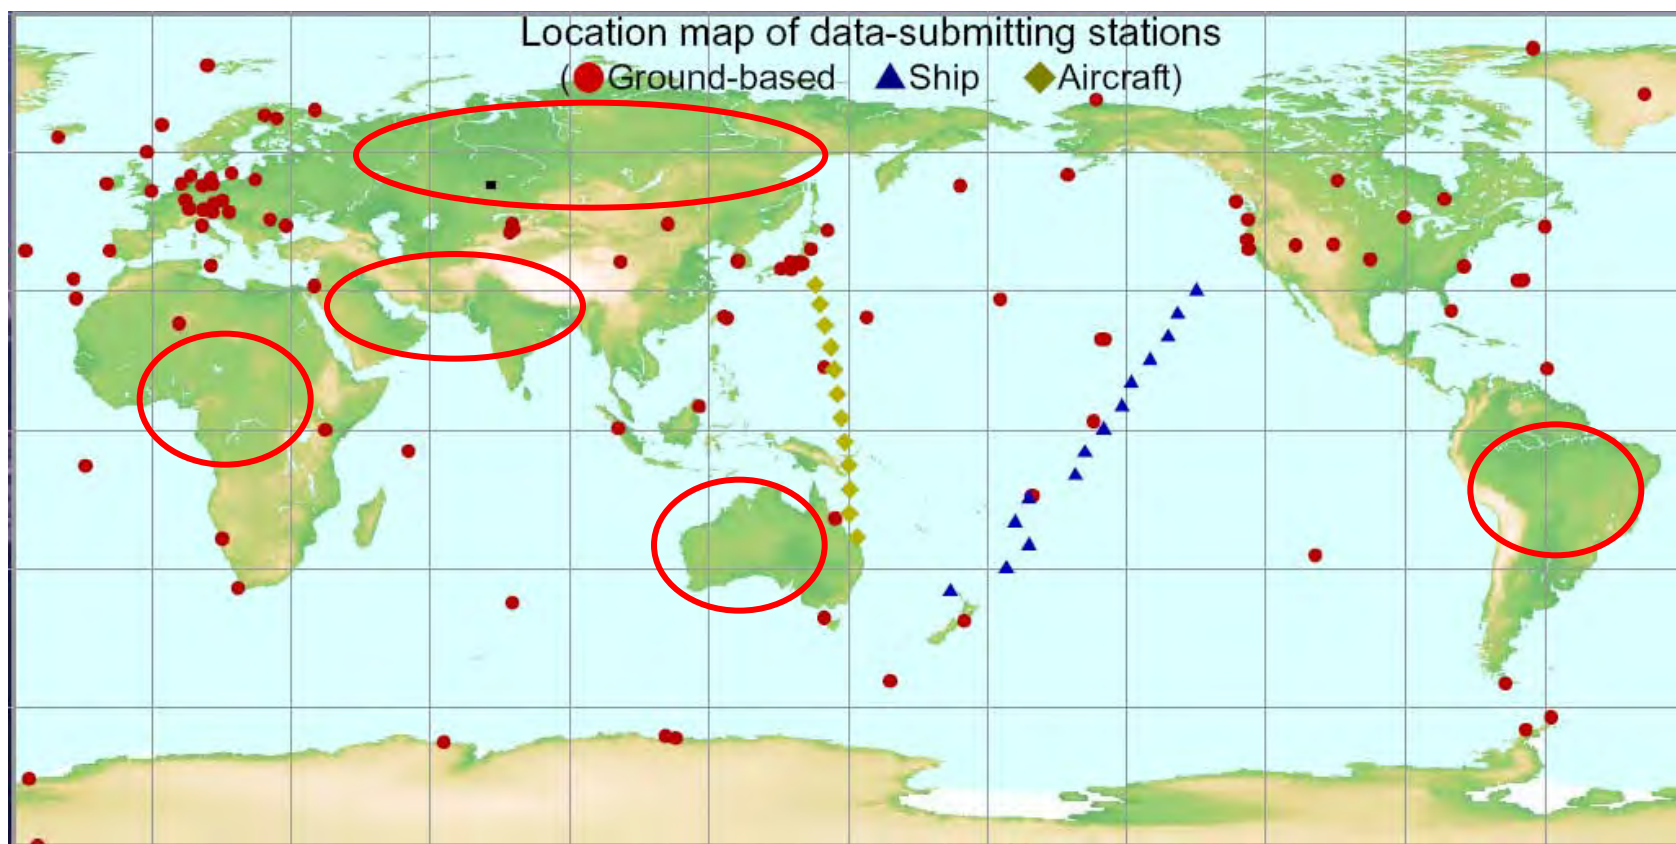 Location map of data-submitting stations
(Ground-based Ship Aircraft)